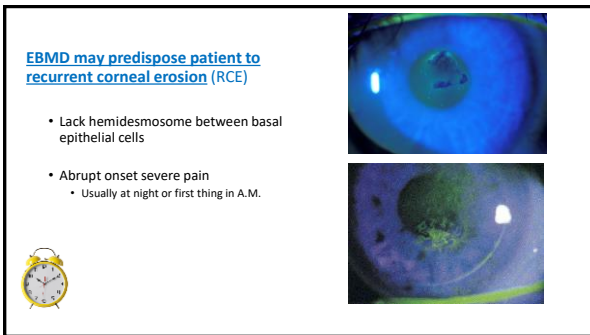 EBMD may predispose patient to
recurrent corneal erosion (RCE)
• Lack hemidesmosome between basal
epithelial cells
• Abrupt onset severe pain
• Usually at night or first thing in A.M.